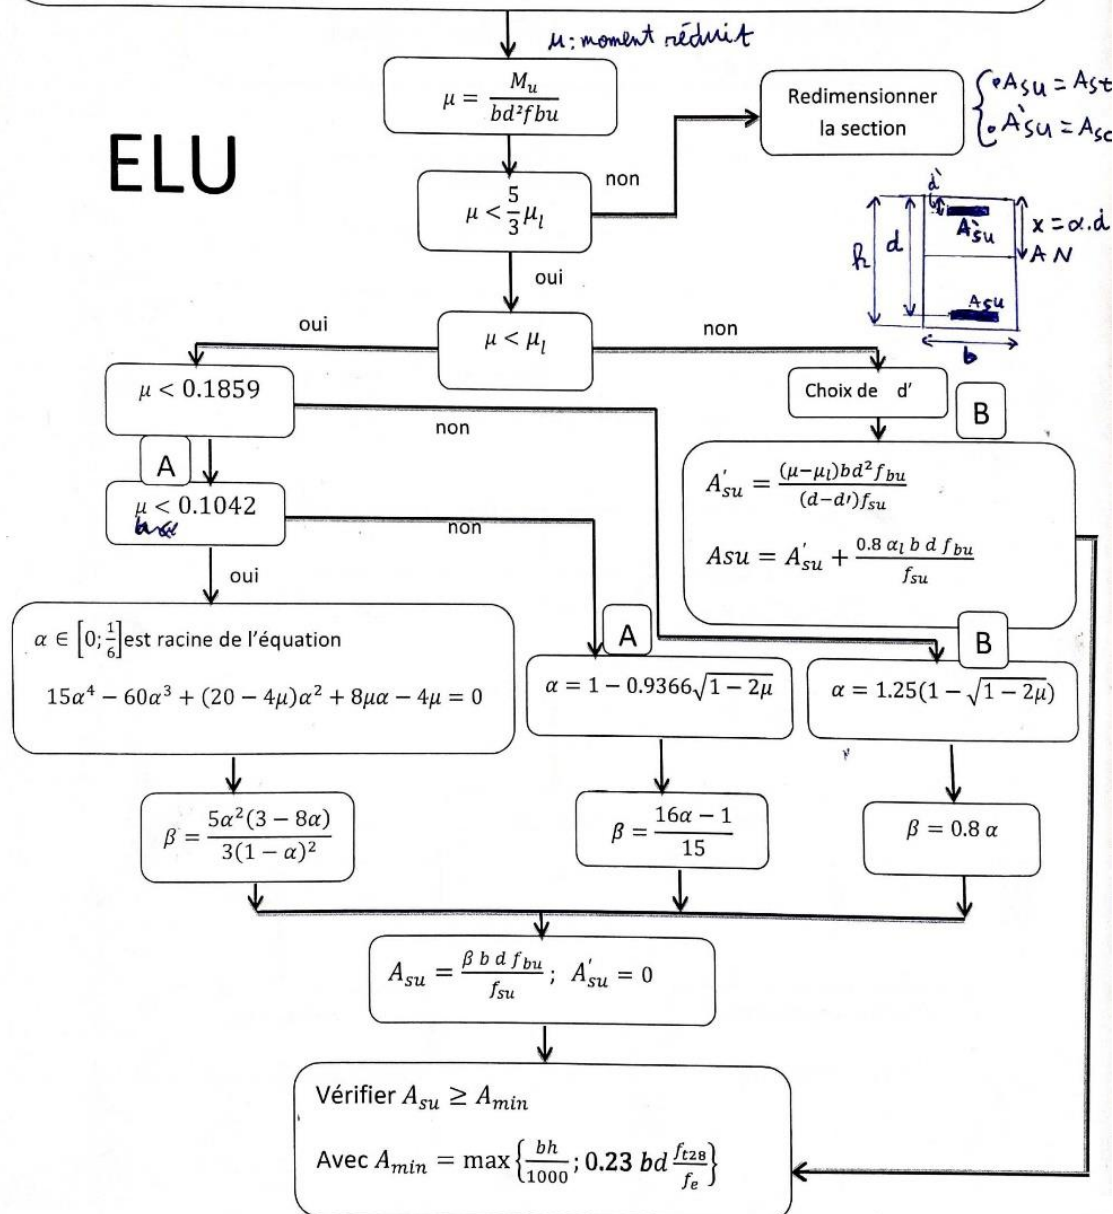 μ : moment réduit
μ = M_u / bd²fbu
Redimensionner
la section
{ • Asu = Ast
• A'su = Asc
ELU
non
μ < 5/3 μ_l
d'
A'su
x = α.d
AN
h
d
Asu
b
oui
oui
μ < μ_l
non
μ < 0.1859
Choix de d'
B
non
A
A'_su = (μ−μ_l)bd²f_bu / (d−d')f_su
μ < 0.1042
non
Asu = A'_su + 0.8 α_l b d f_bu / f_su
oui
α ∈ [0; 1/6] est racine de l'équation
15α⁴ − 60α³ + (20 − 4μ)α² + 8μα − 4μ = 0
A
B
α = 1 − 0.9366√(1 − 2μ)
α = 1.25(1 − √(1 − 2μ))
β = 5α²(3 − 8α) / 3(1 − α)²
β = 16α − 1 / 15
β = 0.8 α
A_su = β b d f_bu / f_su ; A'_su = 0
Vérifier A_su ≥ A_min
Avec A_min = max{bh/1000 ; 0.23 bd f_t28/f_e}